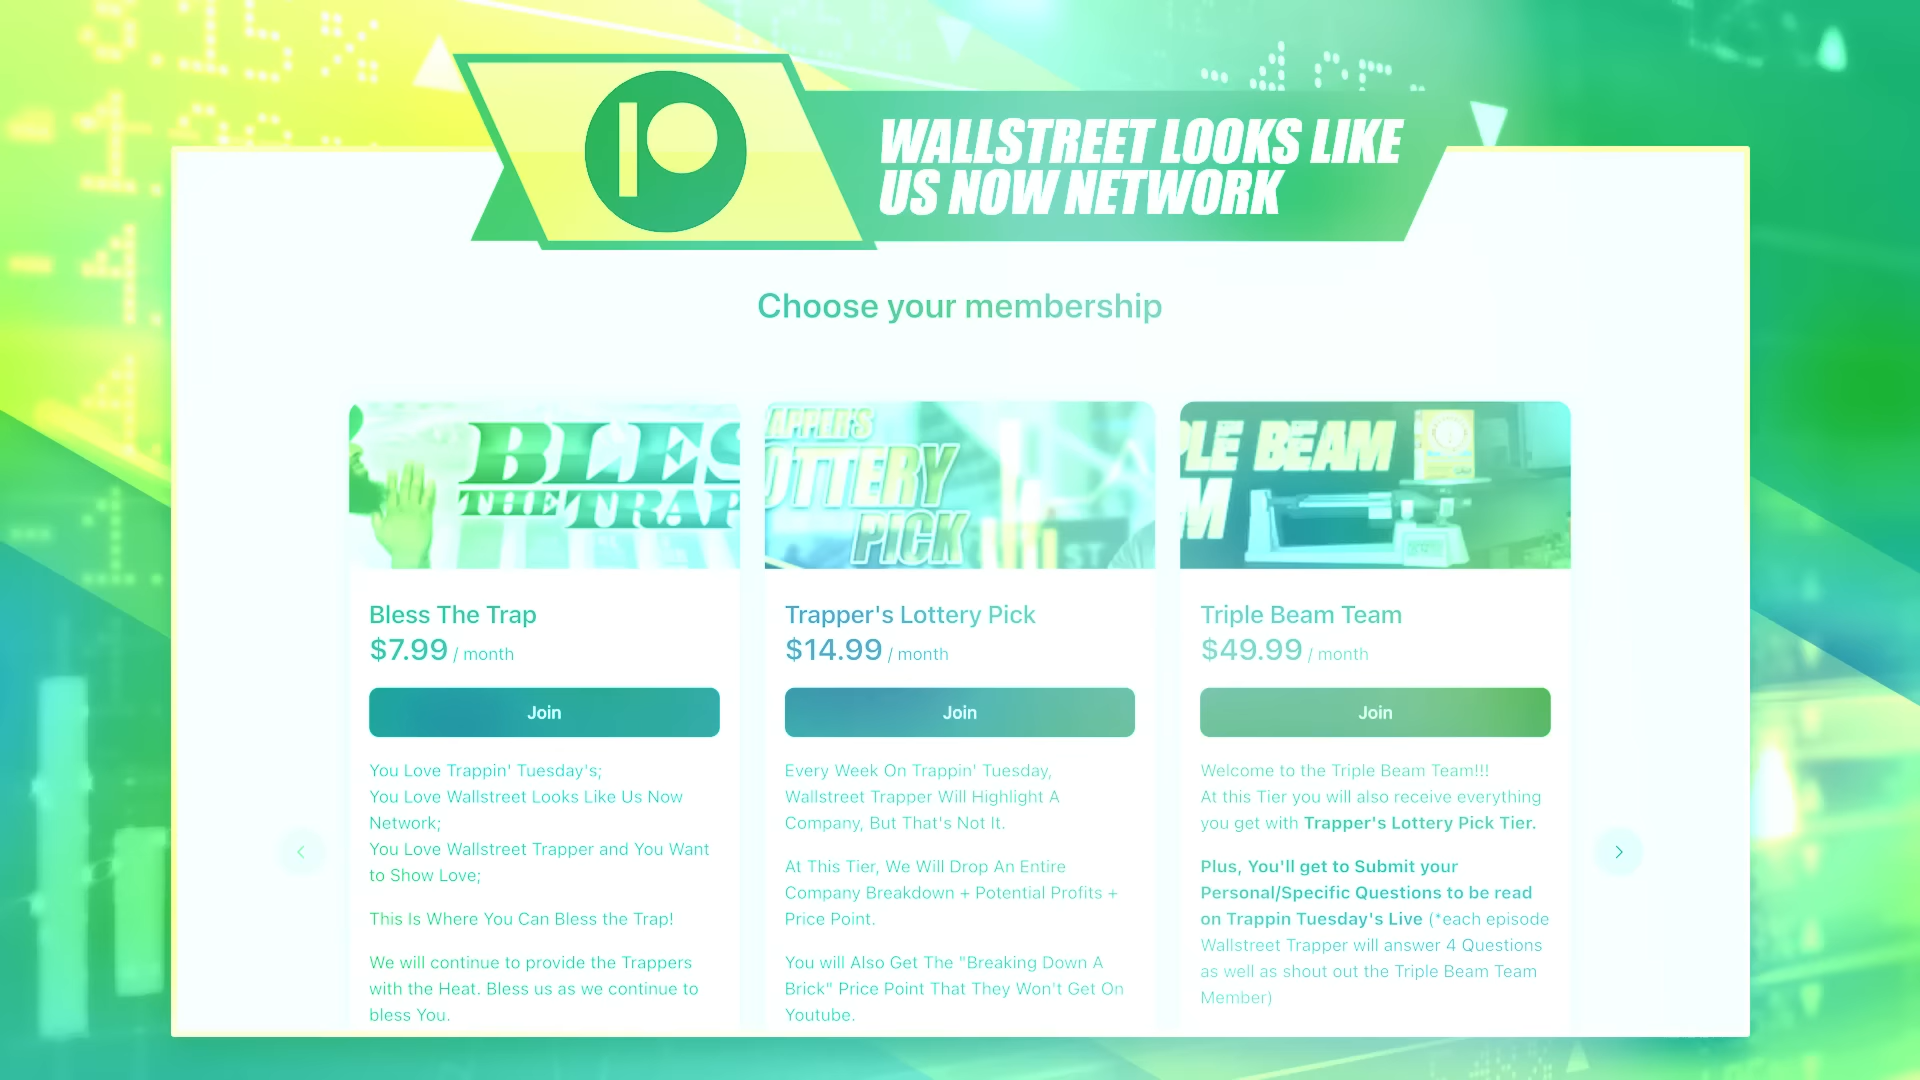 WALLSTREET LOOKS LIKE
US NOW NETWORK
Choose your membership
BLES
THE TRAP
APPER'S
OTTERY
PICK
ST
PLE BEAM
M
Bless The Trap
$7.99 / month
Join
You Love Trappin' Tuesday's;
You Love Wallstreet Looks Like Us Now
Network;
You Love Wallstreet Trapper and You Want
to Show Love;
This Is Where You Can Bless the Trap!
We will continue to provide the Trappers
with the Heat. Bless us as we continue to
bless You.
Trapper's Lottery Pick
$14.99 / month
Join
Every Week On Trappin' Tuesday,
Wallstreet Trapper Will Highlight A
Company, But That's Not It.
At This Tier, We Will Drop An Entire
Company Breakdown + Potential Profits +
Price Point.
You will Also Get The "Breaking Down A
Brick" Price Point That They Won't Get On
Youtube.
Triple Beam Team
$49.99 / month
Join
Welcome to the Triple Beam Team!!!
At this Tier you will also receive everything
you get with Trapper's Lottery Pick Tier.
Plus, You'll get to Submit your
Personal/Specific Questions to be read
on Trappin Tuesday's Live (*each episode
Wallstreet Trapper will answer 4 Questions
as well as shout out the Triple Beam Team
Member)